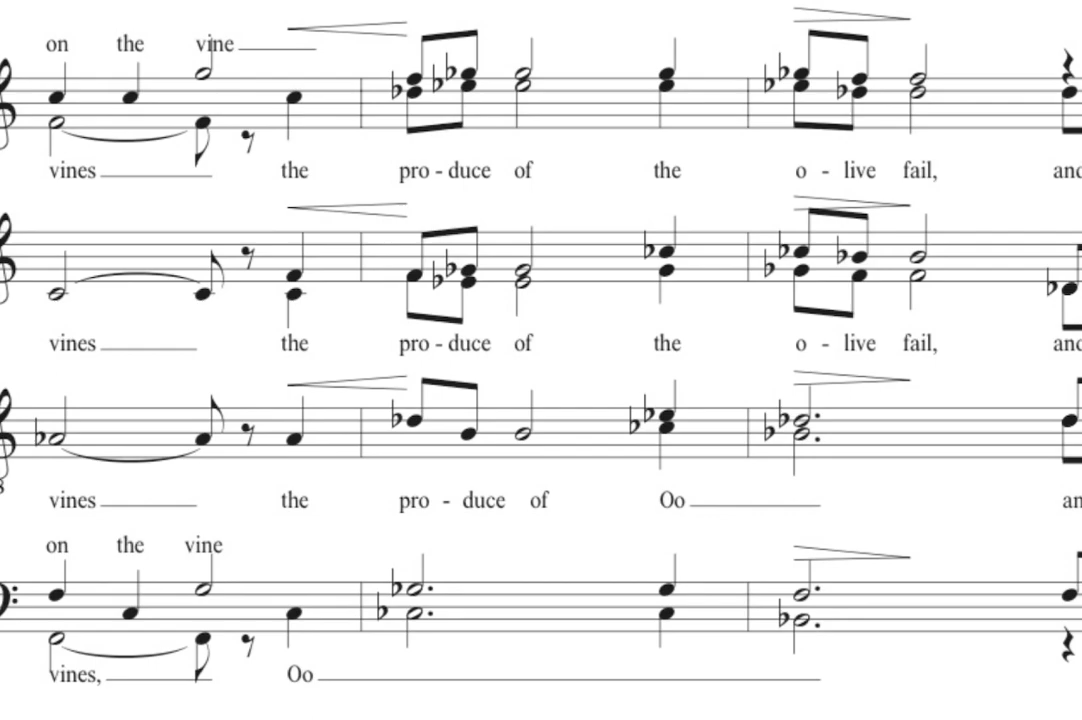 on the vine
vines the pro - duce of the o - live fail, and
vines the pro - duce of the o - live fail, and
8
vines the pro - duce of Oo an
on the vine
vines, Oo